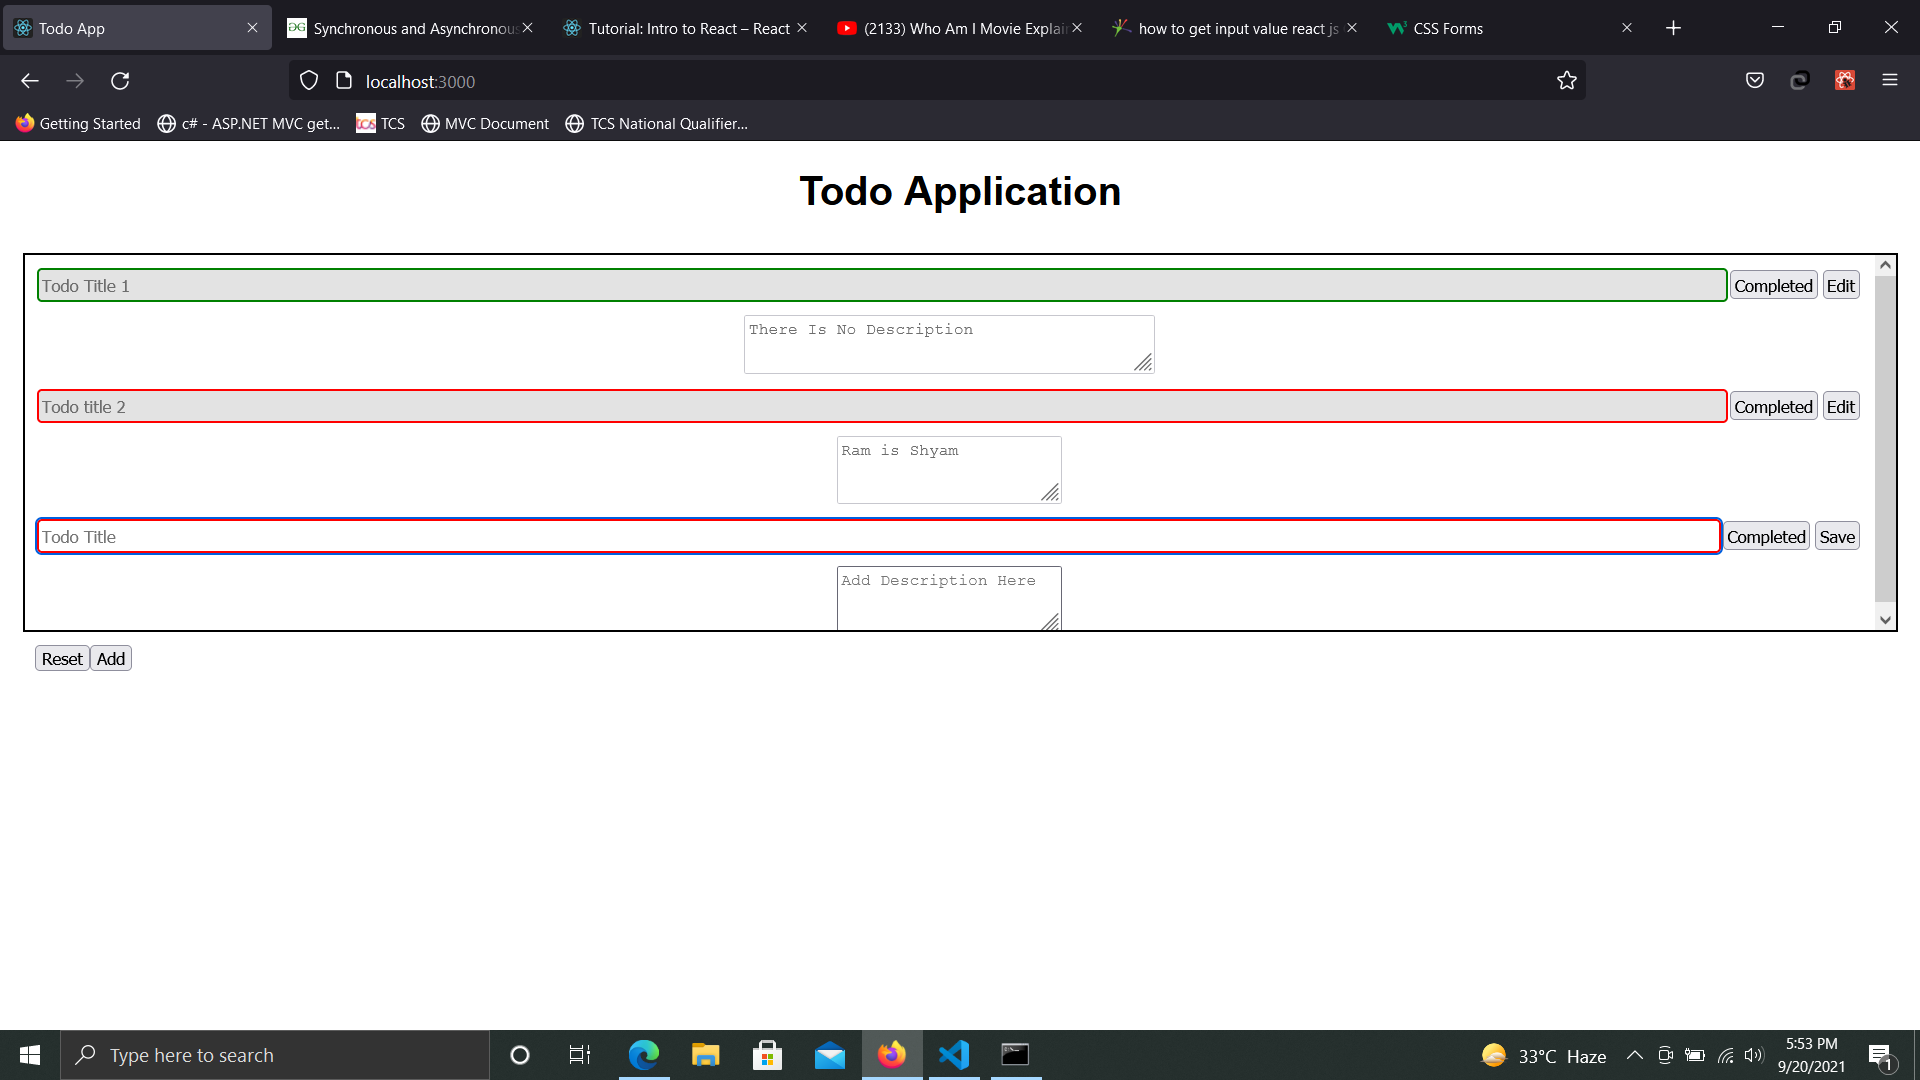 Todo App
Synchronous and Asynchronous
Tutorial: Intro to React – React
(2133) Who Am I Movie Explai
how to get input value react js
CSS Forms
localhost:3000
Getting Started
c# - ASP.NET MVC get...
TCS
MVC Document
TCS National Qualifier...
Todo Application
Todo Title 1
Completed
Edit
There Is No Description
Todo title 2
Completed
Edit
Ram is Shyam
Todo Title
Completed
Save
Add Description Here
Reset
Add
Type here to search
33°C Haze
5:53 PM
9/20/2021
1